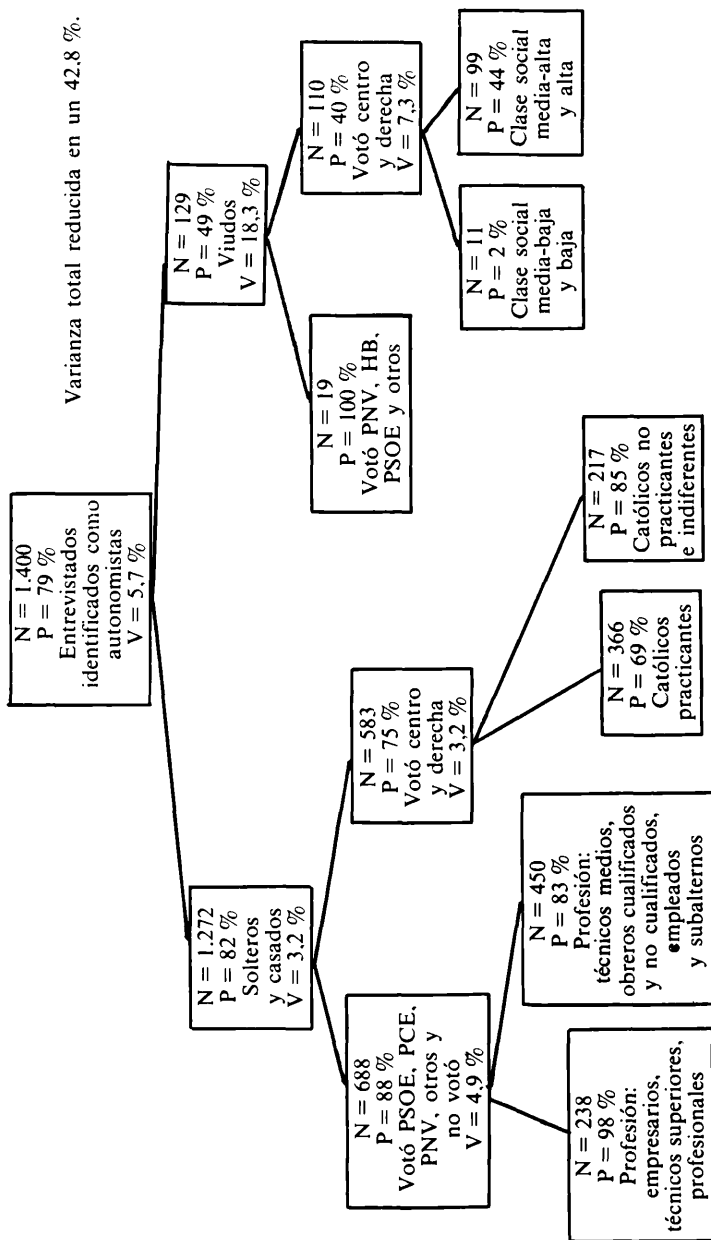 Varianza total reducida en un 42,8 %.
N = 1.400
P = 79 %
Entrevistados
identificados como
autonomistas
V = 5,7 %
N = 1.272
P = 82 %
Solteros
y casados
V = 3.2 %
N = 129
P = 49 %
Viudos
V = 18,3 %
N = 688
P = 88 %
Votó PSOE, PCE,
PNV, otros y
no votó
V = 4,9 %
N = 583
P = 75 %
Votó centro
y derecha
V = 3,2 %
N = 19
P = 100 %
Votó PNV, HB,
PSOE y otros
N = 110
P = 40 %
Votó centro
y derecha
V = 7,3 %
N = 238
P = 98 %
Profesión:
empresarios,
técnicos superiores,
profesionales
N = 450
P = 83 %
Profesión:
técnicos medios,
obreros cualificados
y no cualificados,
empleados
y subalternos
N = 366
P = 69 %
Católicos
practicantes
N = 217
P = 85 %
Católicos no
practicantes
e indiferentes
N = 11
P = 2 %
Clase social
media-baja
y baja
N = 99
P = 44 %
Clase social
media-alta
y alta